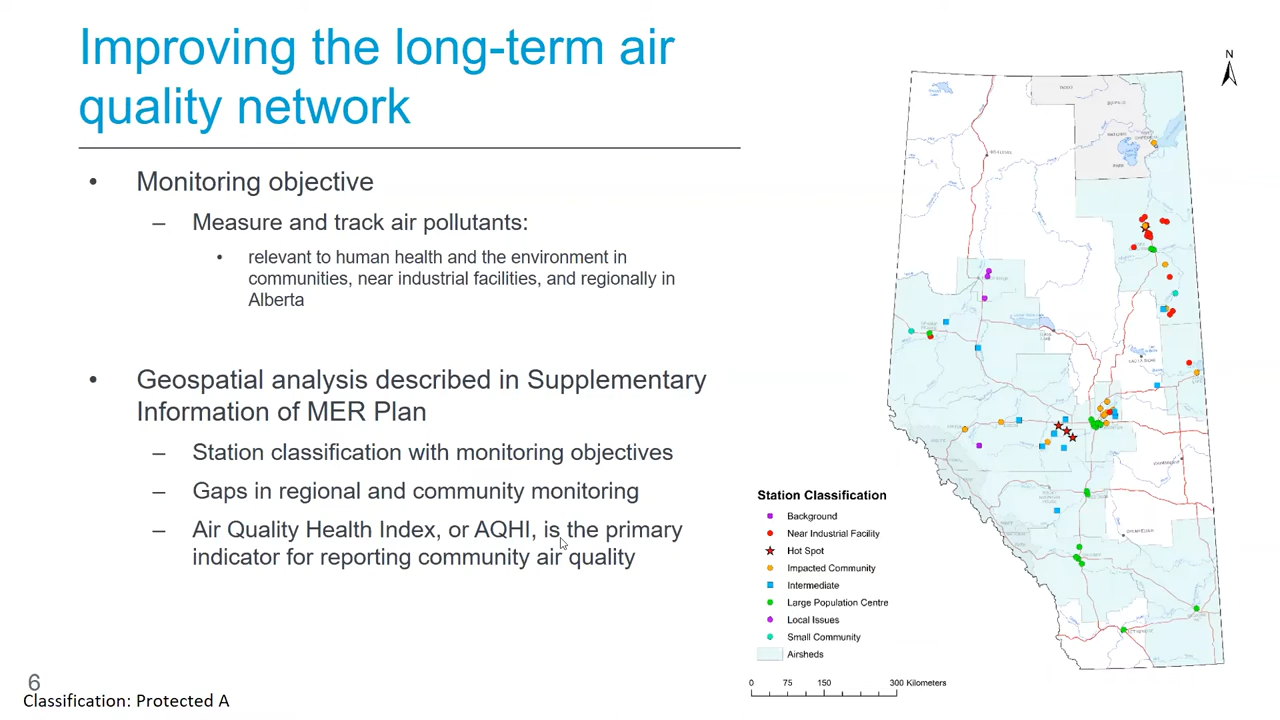 Improving the long-term air
quality network
• Monitoring objective
– Measure and track air pollutants:
• relevant to human health and the environment in
communities, near industrial facilities, and regionally in
Alberta
• Geospatial analysis described in Supplementary
Information of MER Plan
– Station classification with monitoring objectives
– Gaps in regional and community monitoring
– Air Quality Health Index, or AQHI, is the primary
indicator for reporting community air quality
6
Classification: Protected A
N
Station Classification
Background
Near Industrial Facility
Hot Spot
Impacted Community
Intermediate
Large Population Centre
Local Issues
Small Community
Airsheds
0 75 150 300 Kilometers